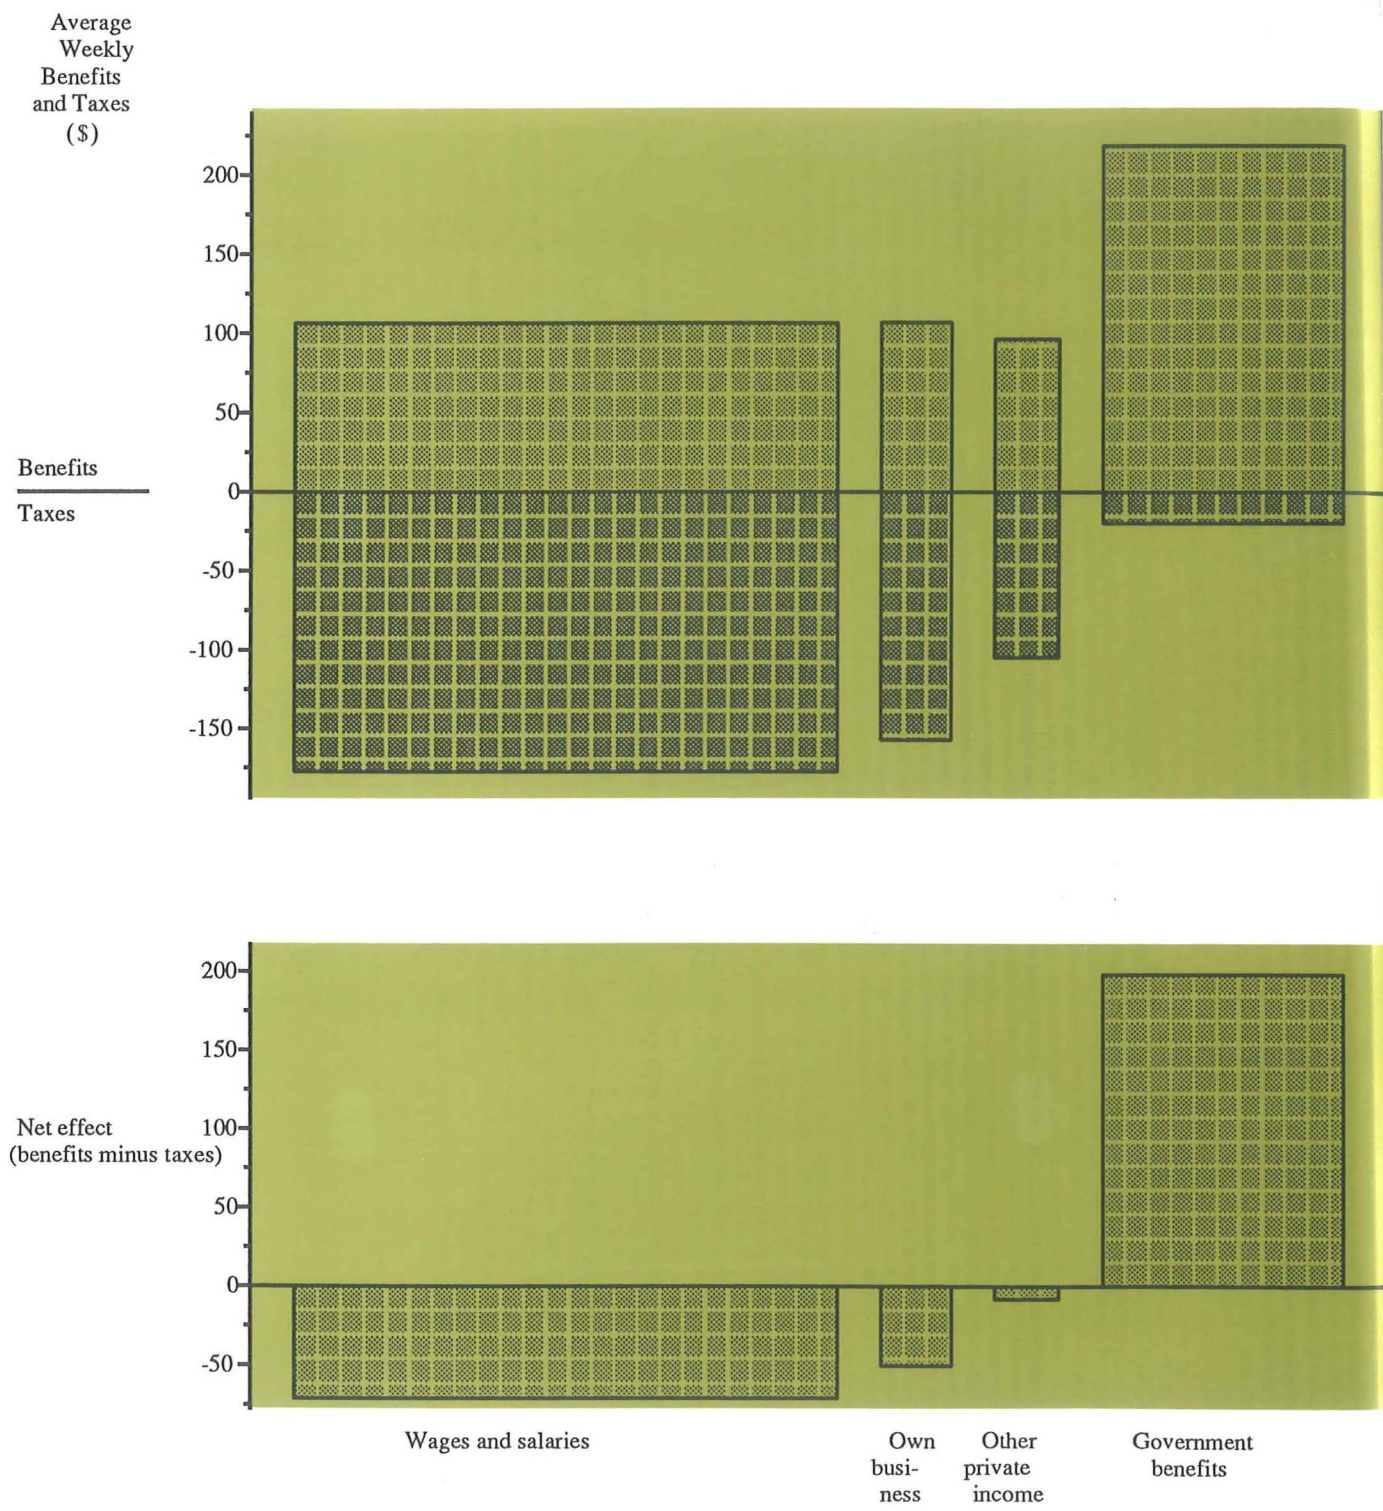 Average
Weekly
Benefits
and Taxes
($)
200
150
100
50
Benefits
0
Taxes
-50
-100
-150
200
150
Net effect
100
(benefits minus taxes)
50
0
-50
Wages and salaries
Own
busi-
ness
Other
private
income
Government
benefits